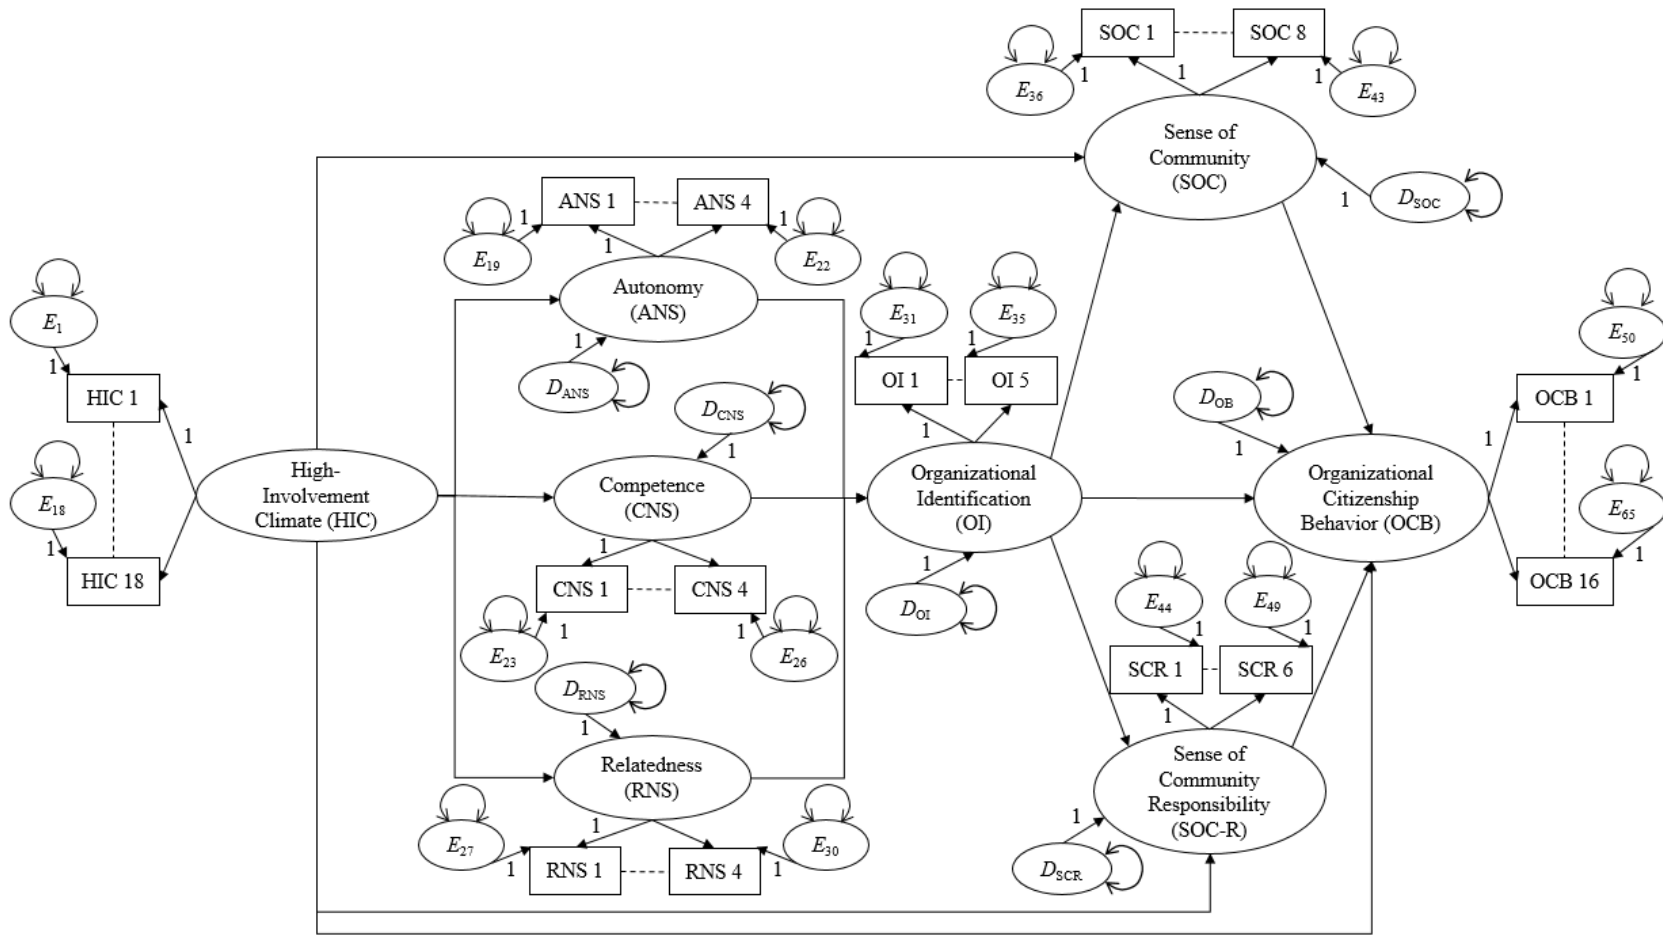 SOC 1
SOC 8
E36
1
1
1
E43
Sense of
Community
(SOC)
DSOC
1
ANS 1
ANS 4
E19
1
1
1
E22
Autonomy
(ANS)
1
DANS
E1
1
HIC 1
1
E18
1
HIC 18
High-
Involvement
Climate (HIC)
DCNS
1
Competence
(CNS)
1
CNS 1
CNS 4
E23
1
1
E26
DRNS
1
Relatedness
(RNS)
1
E27
1
RNS 1
RNS 4
1
E30
E31
E35
1
1
OI 1
OI 5
1
Organizational
Identification
(OI)
1
DOI
DOB
1
Organizational
Citizenship
Behavior (OCB)
E50
1
OCB 1
1
E65
1
OCB 16
E44
E49
1
1
SCR 1
SCR 6
1
Sense of
Community
Responsibility
(SOC-R)
1
DSCR